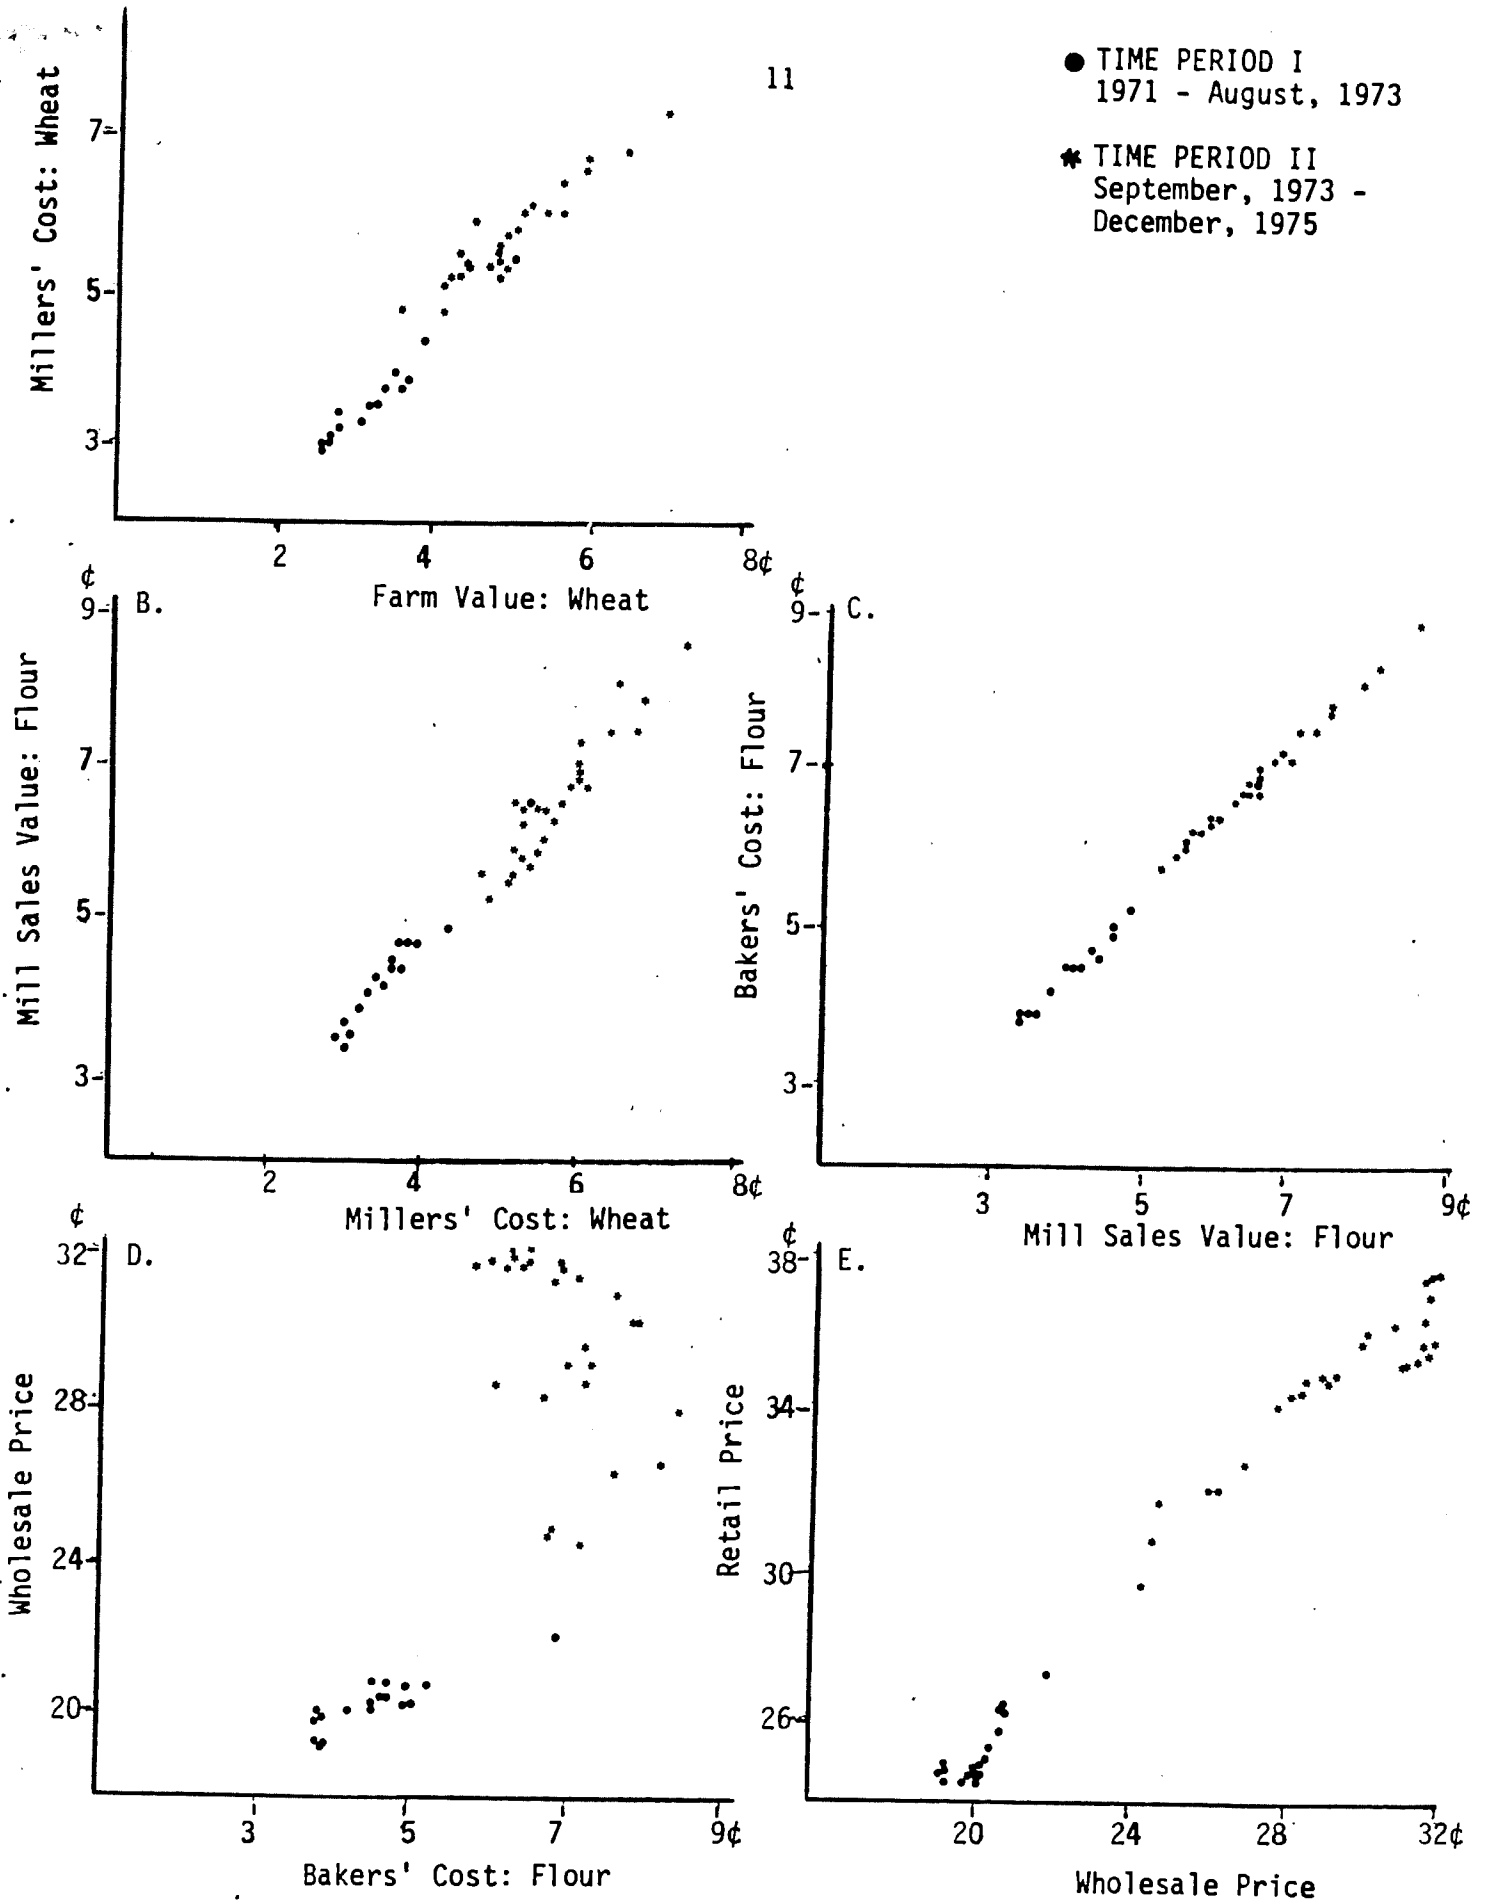 11
● TIME PERIOD I
1971 - August, 1973
* TIME PERIOD II
September, 1973 -
December, 1975
Millers' Cost: Wheat
7
5
3
2 4 6 8¢
Farm Value: Wheat
¢
9 B.
Mill Sales Value: Flour
7
5
3
2 4 6 8¢
Millers' Cost: Wheat
¢
9 C.
Bakers' Cost: Flour
7
5
3
3 5 7 9¢
Mill Sales Value: Flour
¢
32 D.
Wholesale Price
28
24
20
3 5 7 9¢
Bakers' Cost: Flour
¢
38 E.
Retail Price
34
30
26
20 24 28 32¢
Wholesale Price